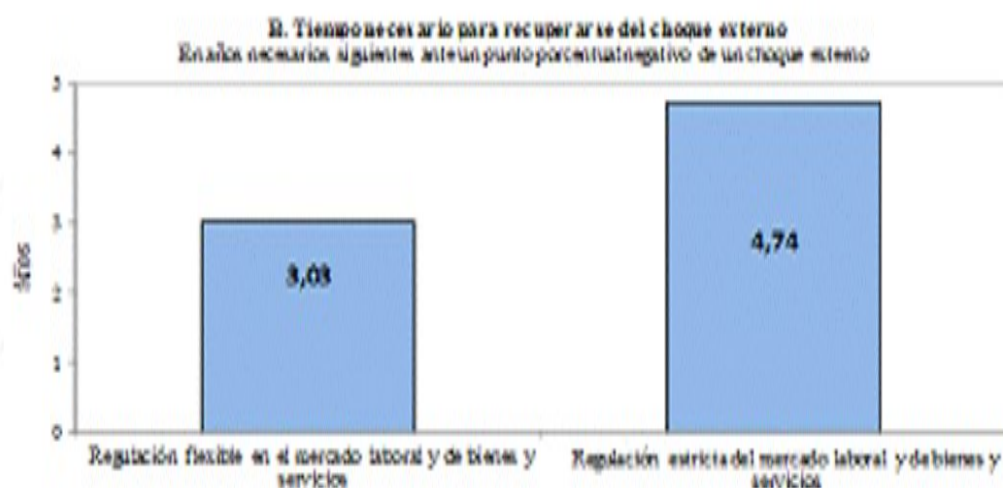 B. Tiempo necesario para recuperarse del choque externo
En años necesarios siguientes ante un punto porcentual negativo de un choque externo
5
4
3
2
1
0
Años
3,03
4,74
Regulación flexible en el mercado laboral y de bienes y
servicios
Regulación estricta del mercado laboral y de bienes y
servicios